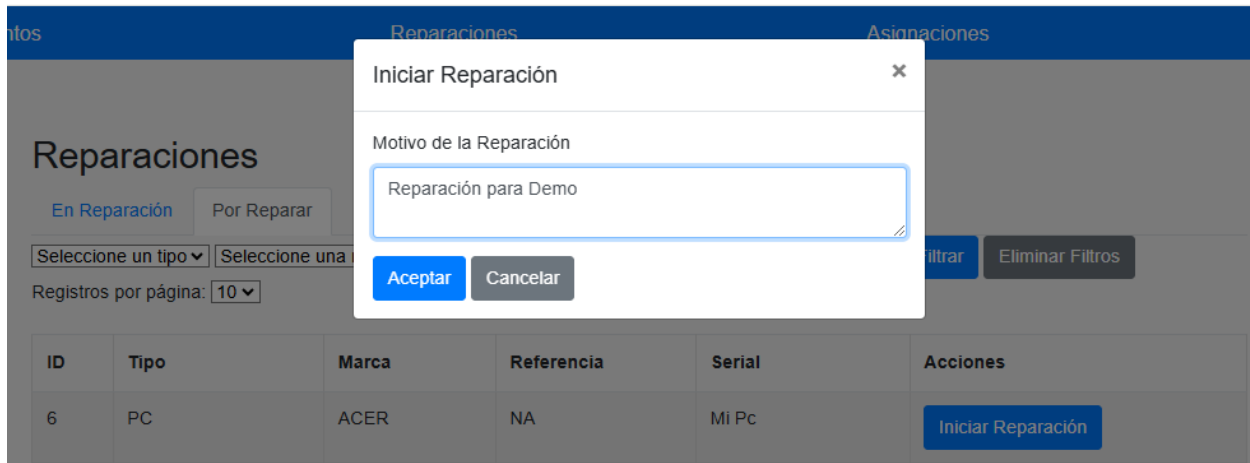 Reparaciones Asignaciones
Iniciar Reparación ×
Motivo de la Reparación
Reparación para Demo
Aceptar Cancelar
Reparaciones
En Reparación Por Reparar
Seleccione un tipo Seleccione una Eliminar Filtros
Registros por página: 10
ID Tipo Marca Referencia Serial Acciones
6 PC ACER NA Mi Pc Iniciar Reparación